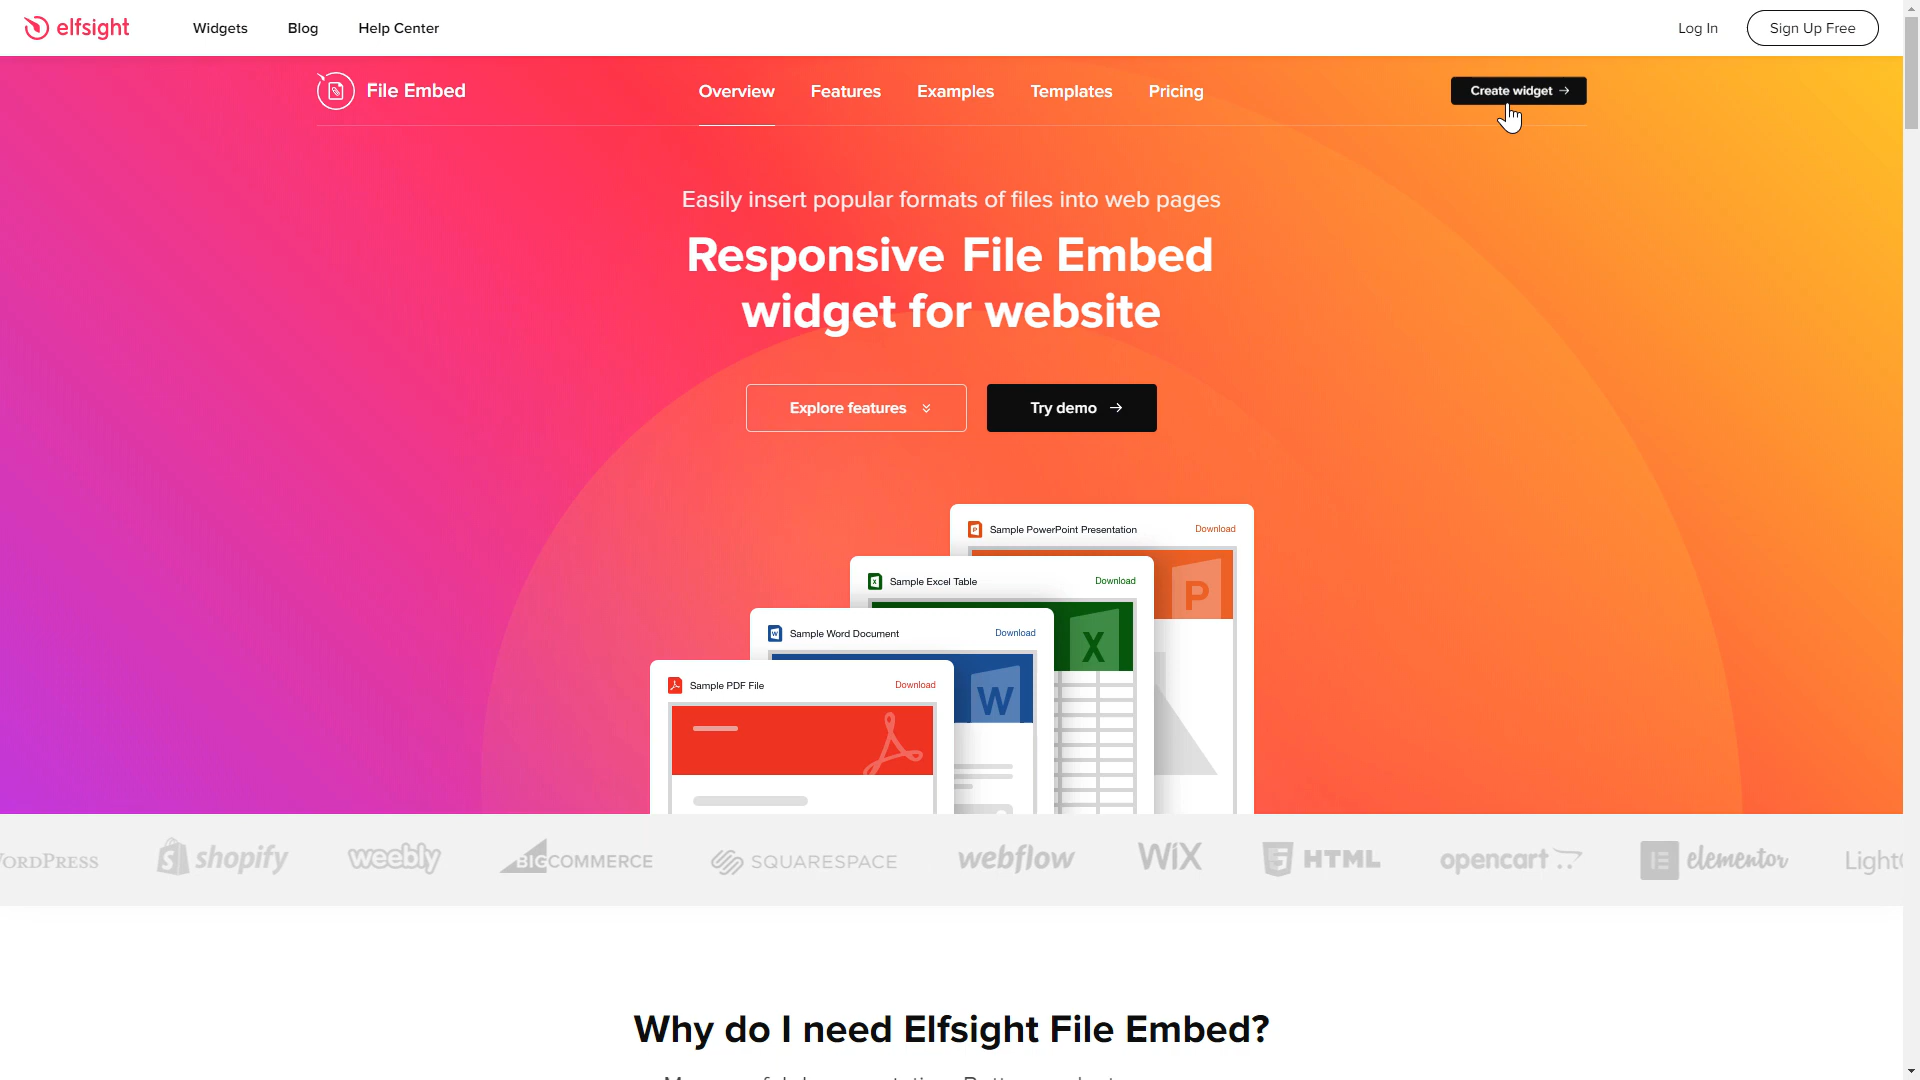 elfsight
Widgets
Blog
Help Center
Log In
Sign Up Free
File Embed
Overview
Features
Examples
Templates
Pricing
Create widget
Easily insert popular formats of files into web pages
Responsive File Embed
widget for website
Explore features
Try demo
P Sample PowerPoint Presentation Download
P
X Sample Excel Table Download
X
W Sample Word Document Download
W
Sample PDF File Download
shopify
weebly
BIGCOMMERCE
SQUARESPACE
webflow
WiX
5 HTML
opencart
elementor
Why do I need Elfsight File Embed?